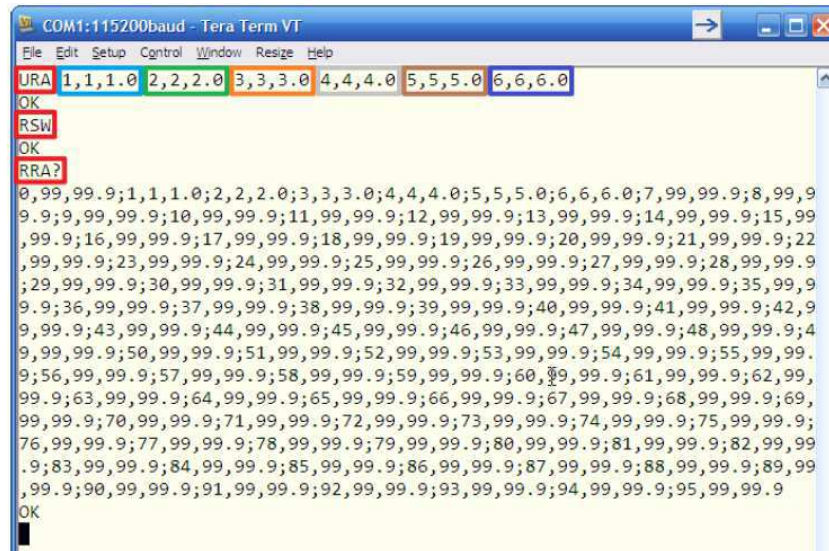 COM1:115200baud - Tera Term VT
File Edit Setup Control Window Resize Help
URA 1,1,1.0 2,2,2.0 3,3,3.0 4,4,4.0 5,5,5.0 6,6,6.0
OK
RSW
OK
RRA?
0,99,99.9;1,1,1.0;2,2,2.0;3,3,3.0;4,4,4.0;5,5,5.0;6,6,6.0;7,99,99.9;8,99,9
9.9;9,99,99.9;10,99,99.9;11,99,99.9;12,99,99.9;13,99,99.9;14,99,99.9;15,99
,99.9;16,99,99.9;17,99,99.9;18,99,99.9;19,99,99.9;20,99,99.9;21,99,99.9;22
,99,99.9;23,99,99.9;24,99,99.9;25,99,99.9;26,99,99.9;27,99,99.9;28,99,99.9
;29,99,99.9;30,99,99.9;31,99,99.9;32,99,99.9;33,99,99.9;34,99,99.9;35,99,9
9.9;36,99,99.9;37,99,99.9;38,99,99.9;39,99,99.9;40,99,99.9;41,99,99.9;42,9
9,99.9;43,99,99.9;44,99,99.9;45,99,99.9;46,99,99.9;47,99,99.9;48,99,99.9;4
9,99,99.9;50,99,99.9;51,99,99.9;52,99,99.9;53,99,99.9;54,99,99.9;55,99,99.
9;56,99,99.9;57,99,99.9;58,99,99.9;59,99,99.9;60,99,99.9;61,99,99.9;62,99,
99.9;63,99,99.9;64,99,99.9;65,99,99.9;66,99,99.9;67,99,99.9;68,99,99.9;69,
99,99.9;70,99,99.9;71,99,99.9;72,99,99.9;73,99,99.9;74,99,99.9;75,99,99.9;
76,99,99.9;77,99,99.9;78,99,99.9;79,99,99.9;80,99,99.9;81,99,99.9;82,99,99
.9;83,99,99.9;84,99,99.9;85,99,99.9;86,99,99.9;87,99,99.9;88,99,99.9;89,99
,99.9;90,99,99.9;91,99,99.9;92,99,99.9;93,99,99.9;94,99,99.9;95,99,99.9
OK